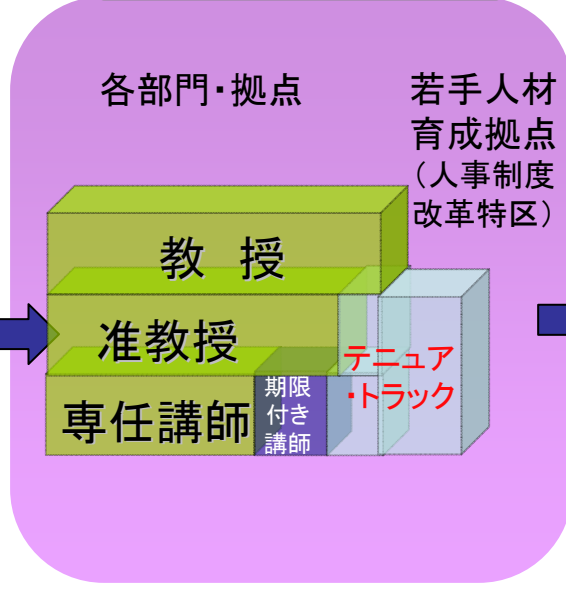 各部門・拠点
若手人材
育成拠点
（人事制度
改革特区）
教　授
准教授
テニュア
・トラック
専任講師
期限
付き
講師